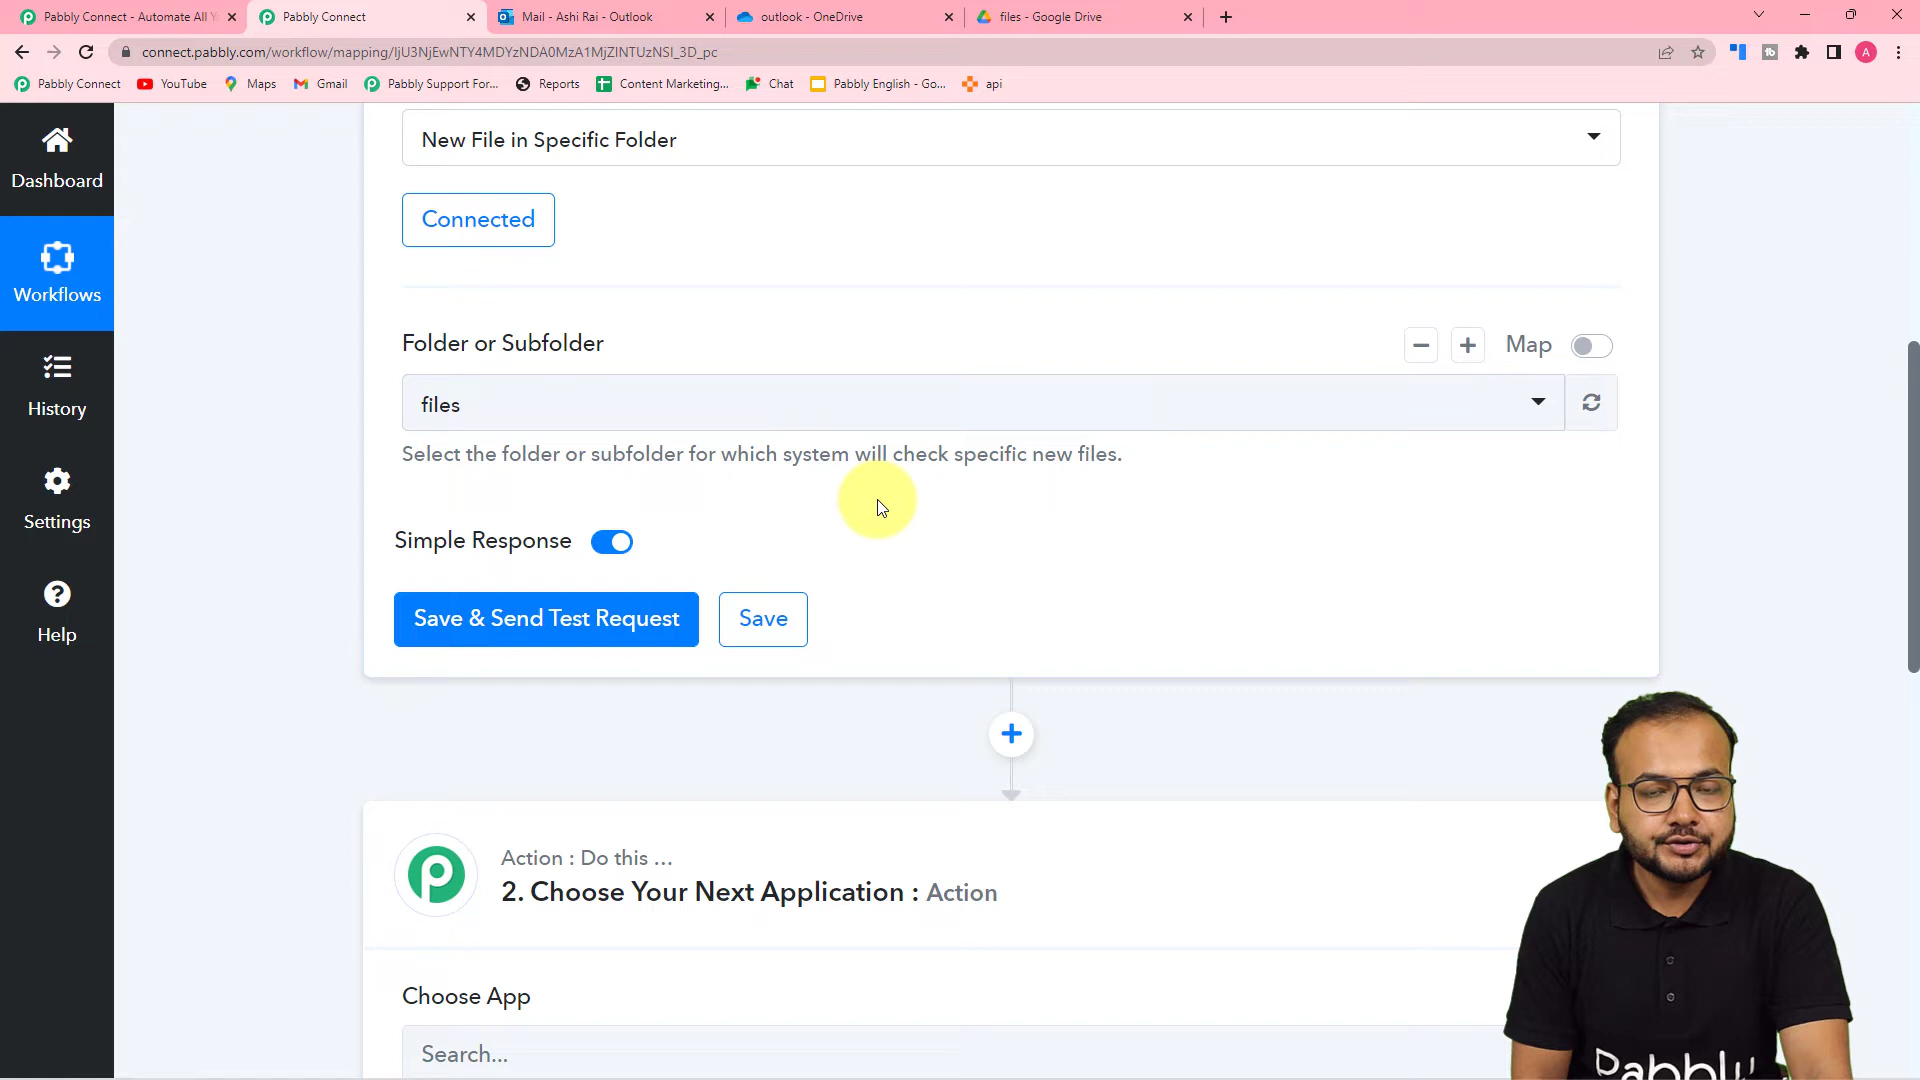 Pabbly Connect - Automate All Y
Pabbly Connect
Mail - Ashi Rai - Outlook
outlook - OneDrive
files - Google Drive
connect.pabbly.com/workflow/mapping/IjU3NjEwNTY4MDYzNDA0MzA1MjZlNTUzNSI_3D_pc
A
Pabbly Connect
YouTube
Maps
Gmail
Pabbly Support For...
Reports
Content Marketing...
Chat
Pabbly English - Go...
api
Dashboard
Workflows
History
Settings
Help
New File in Specific Folder
Connected
Folder or Subfolder
Map
files
Select the folder or subfolder for which system will check specific new files.
Simple Response
Save & Send Test Request
Save
Action : Do this ...
2. Choose Your Next Application : Action
Choose App
Search...
Pabbly